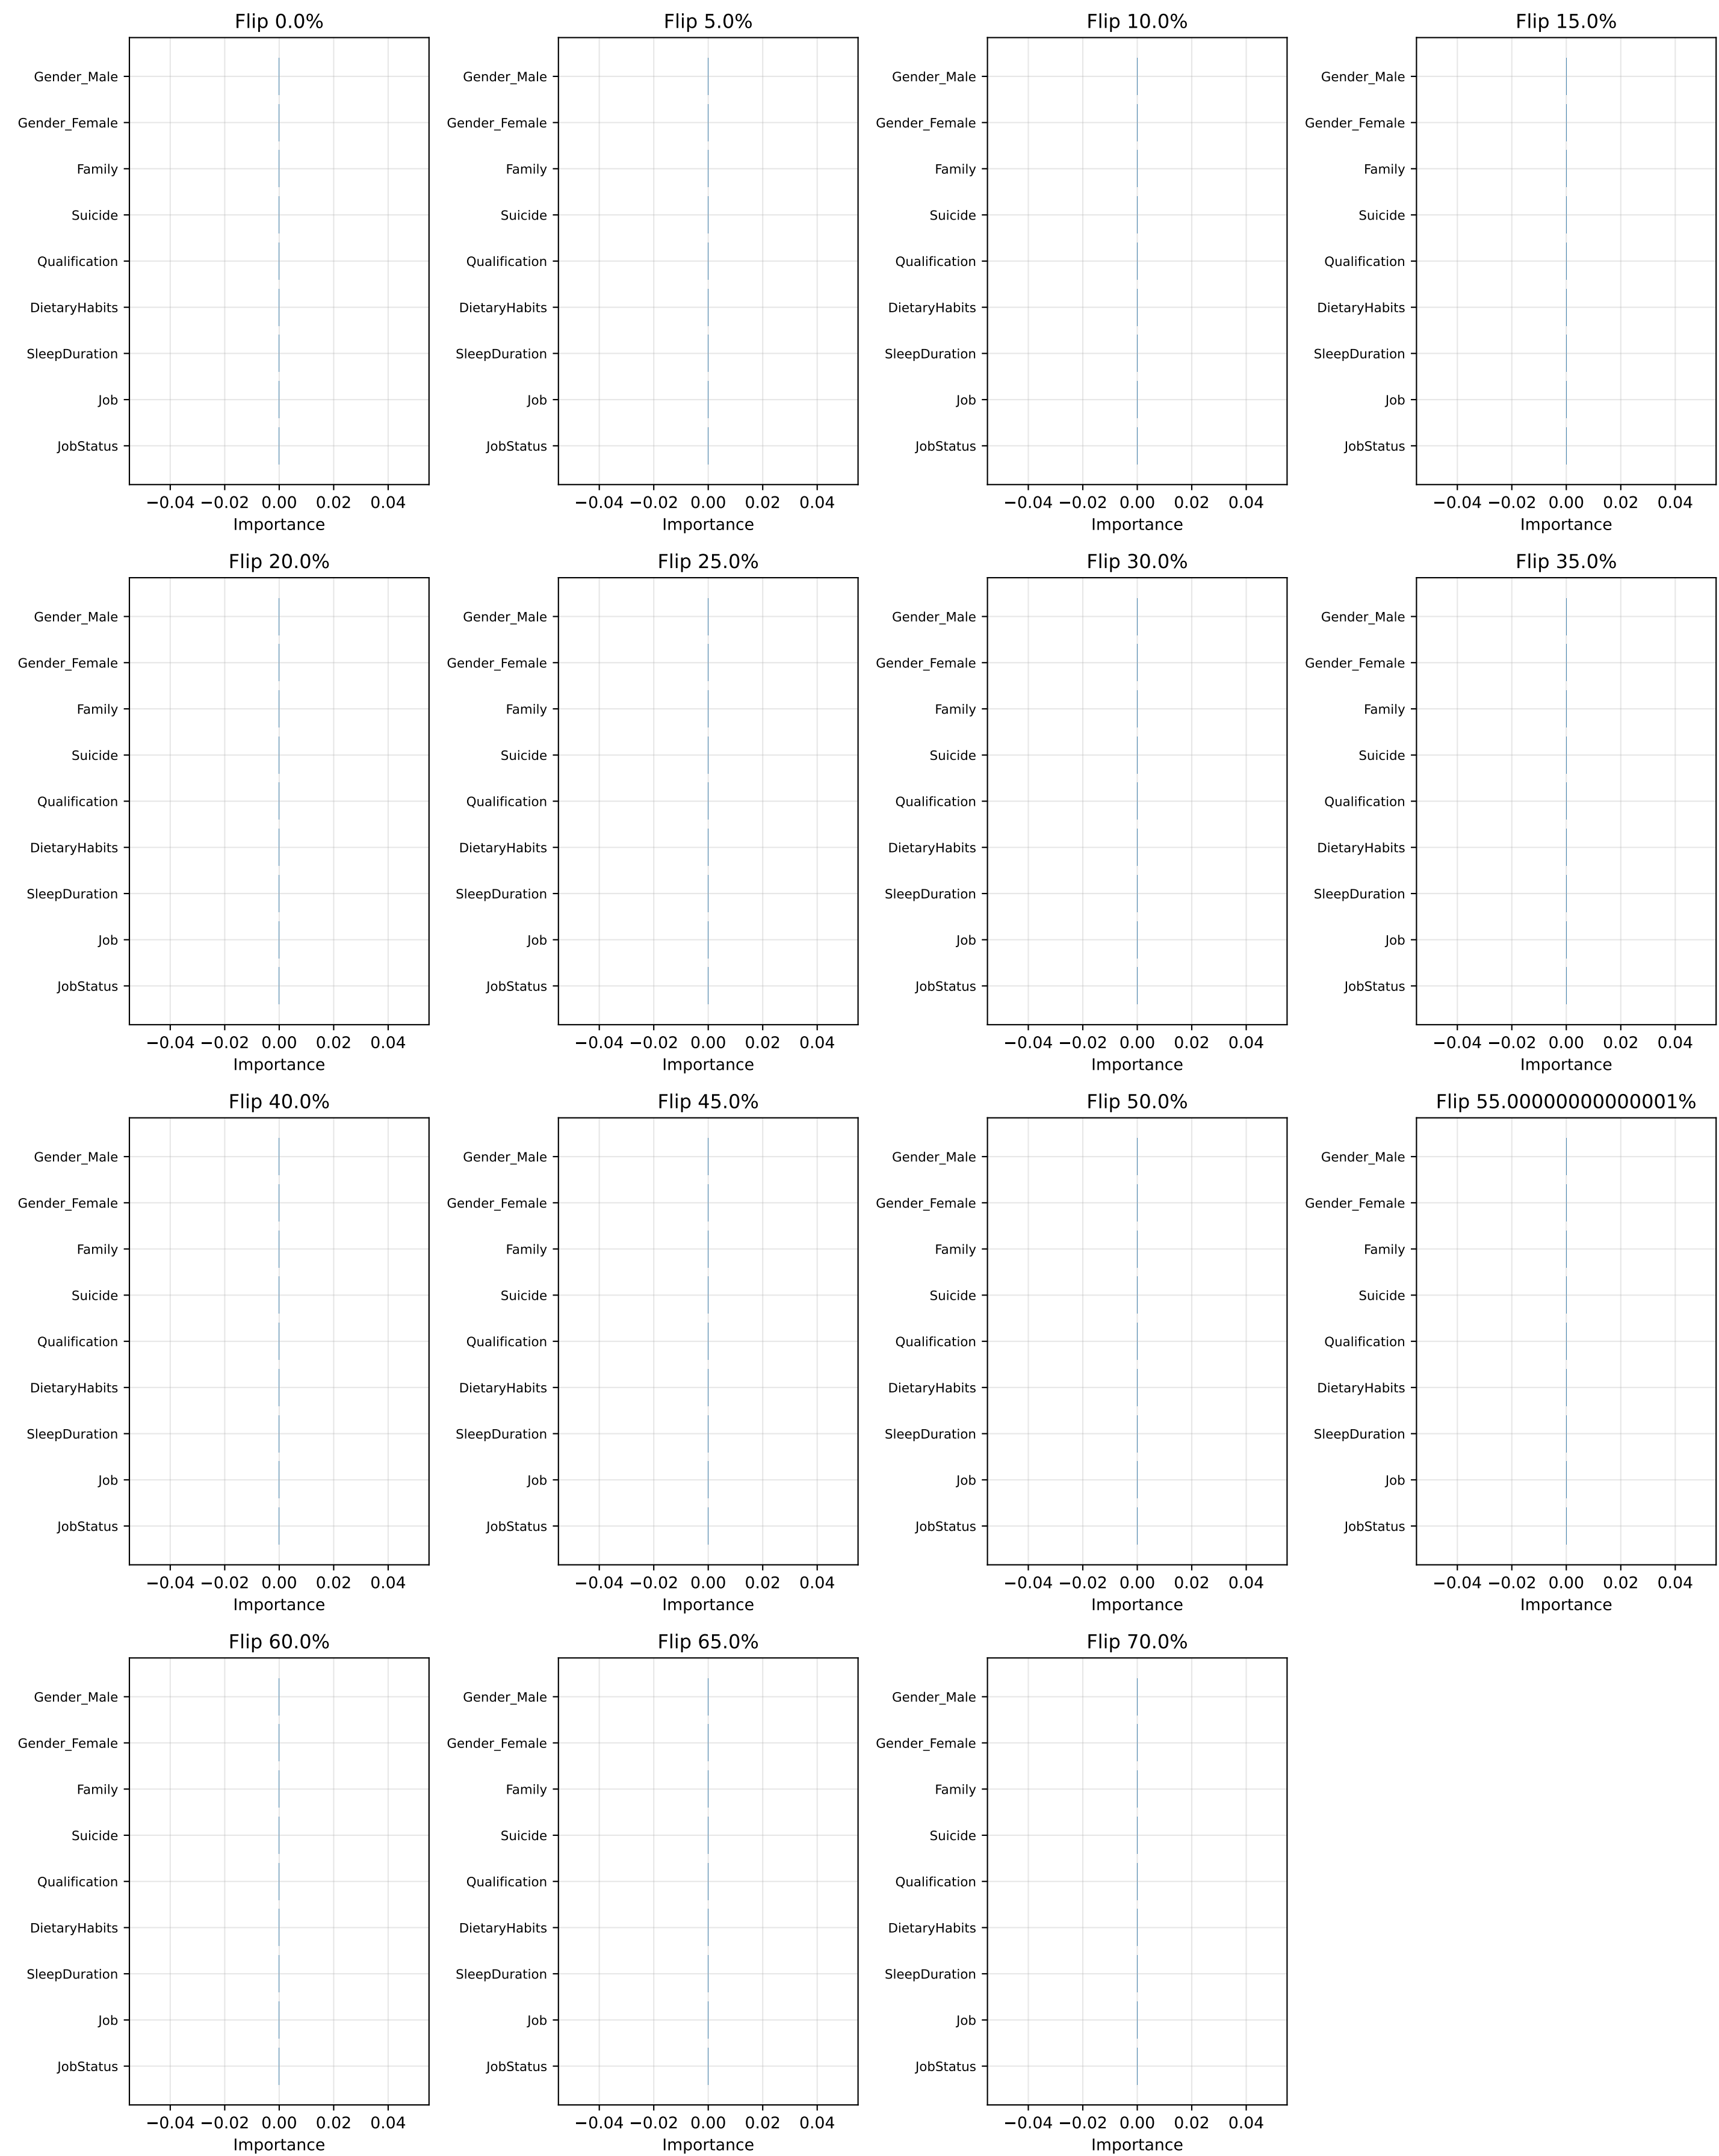 Flip 0.0%
Gender_Male
Gender_Female
Family
Suicide
Qualification
DietaryHabits
SleepDuration
Job
JobStatus
−0.04 −0.02 0.00 0.02 0.04
Importance
Flip 5.0%
Gender_Male
Gender_Female
Family
Suicide
Qualification
DietaryHabits
SleepDuration
Job
JobStatus
−0.04 −0.02 0.00 0.02 0.04
Importance
Flip 10.0%
Gender_Male
Gender_Female
Family
Suicide
Qualification
DietaryHabits
SleepDuration
Job
JobStatus
−0.04 −0.02 0.00 0.02 0.04
Importance
Flip 15.0%
Gender_Male
Gender_Female
Family
Suicide
Qualification
DietaryHabits
SleepDuration
Job
JobStatus
−0.04 −0.02 0.00 0.02 0.04
Importance
Flip 20.0%
Gender_Male
Gender_Female
Family
Suicide
Qualification
DietaryHabits
SleepDuration
Job
JobStatus
−0.04 −0.02 0.00 0.02 0.04
Importance
Flip 25.0%
Gender_Male
Gender_Female
Family
Suicide
Qualification
DietaryHabits
SleepDuration
Job
JobStatus
−0.04 −0.02 0.00 0.02 0.04
Importance
Flip 30.0%
Gender_Male
Gender_Female
Family
Suicide
Qualification
DietaryHabits
SleepDuration
Job
JobStatus
−0.04 −0.02 0.00 0.02 0.04
Importance
Flip 35.0%
Gender_Male
Gender_Female
Family
Suicide
Qualification
DietaryHabits
SleepDuration
Job
JobStatus
−0.04 −0.02 0.00 0.02 0.04
Importance
Flip 40.0%
Gender_Male
Gender_Female
Family
Suicide
Qualification
DietaryHabits
SleepDuration
Job
JobStatus
−0.04 −0.02 0.00 0.02 0.04
Importance
Flip 45.0%
Gender_Male
Gender_Female
Family
Suicide
Qualification
DietaryHabits
SleepDuration
Job
JobStatus
−0.04 −0.02 0.00 0.02 0.04
Importance
Flip 50.0%
Gender_Male
Gender_Female
Family
Suicide
Qualification
DietaryHabits
SleepDuration
Job
JobStatus
−0.04 −0.02 0.00 0.02 0.04
Importance
Flip 55.00000000000001%
Gender_Male
Gender_Female
Family
Suicide
Qualification
DietaryHabits
SleepDuration
Job
JobStatus
−0.04 −0.02 0.00 0.02 0.04
Importance
Flip 60.0%
Gender_Male
Gender_Female
Family
Suicide
Qualification
DietaryHabits
SleepDuration
Job
JobStatus
−0.04 −0.02 0.00 0.02 0.04
Importance
Flip 65.0%
Gender_Male
Gender_Female
Family
Suicide
Qualification
DietaryHabits
SleepDuration
Job
JobStatus
−0.04 −0.02 0.00 0.02 0.04
Importance
Flip 70.0%
Gender_Male
Gender_Female
Family
Suicide
Qualification
DietaryHabits
SleepDuration
Job
JobStatus
−0.04 −0.02 0.00 0.02 0.04
Importance